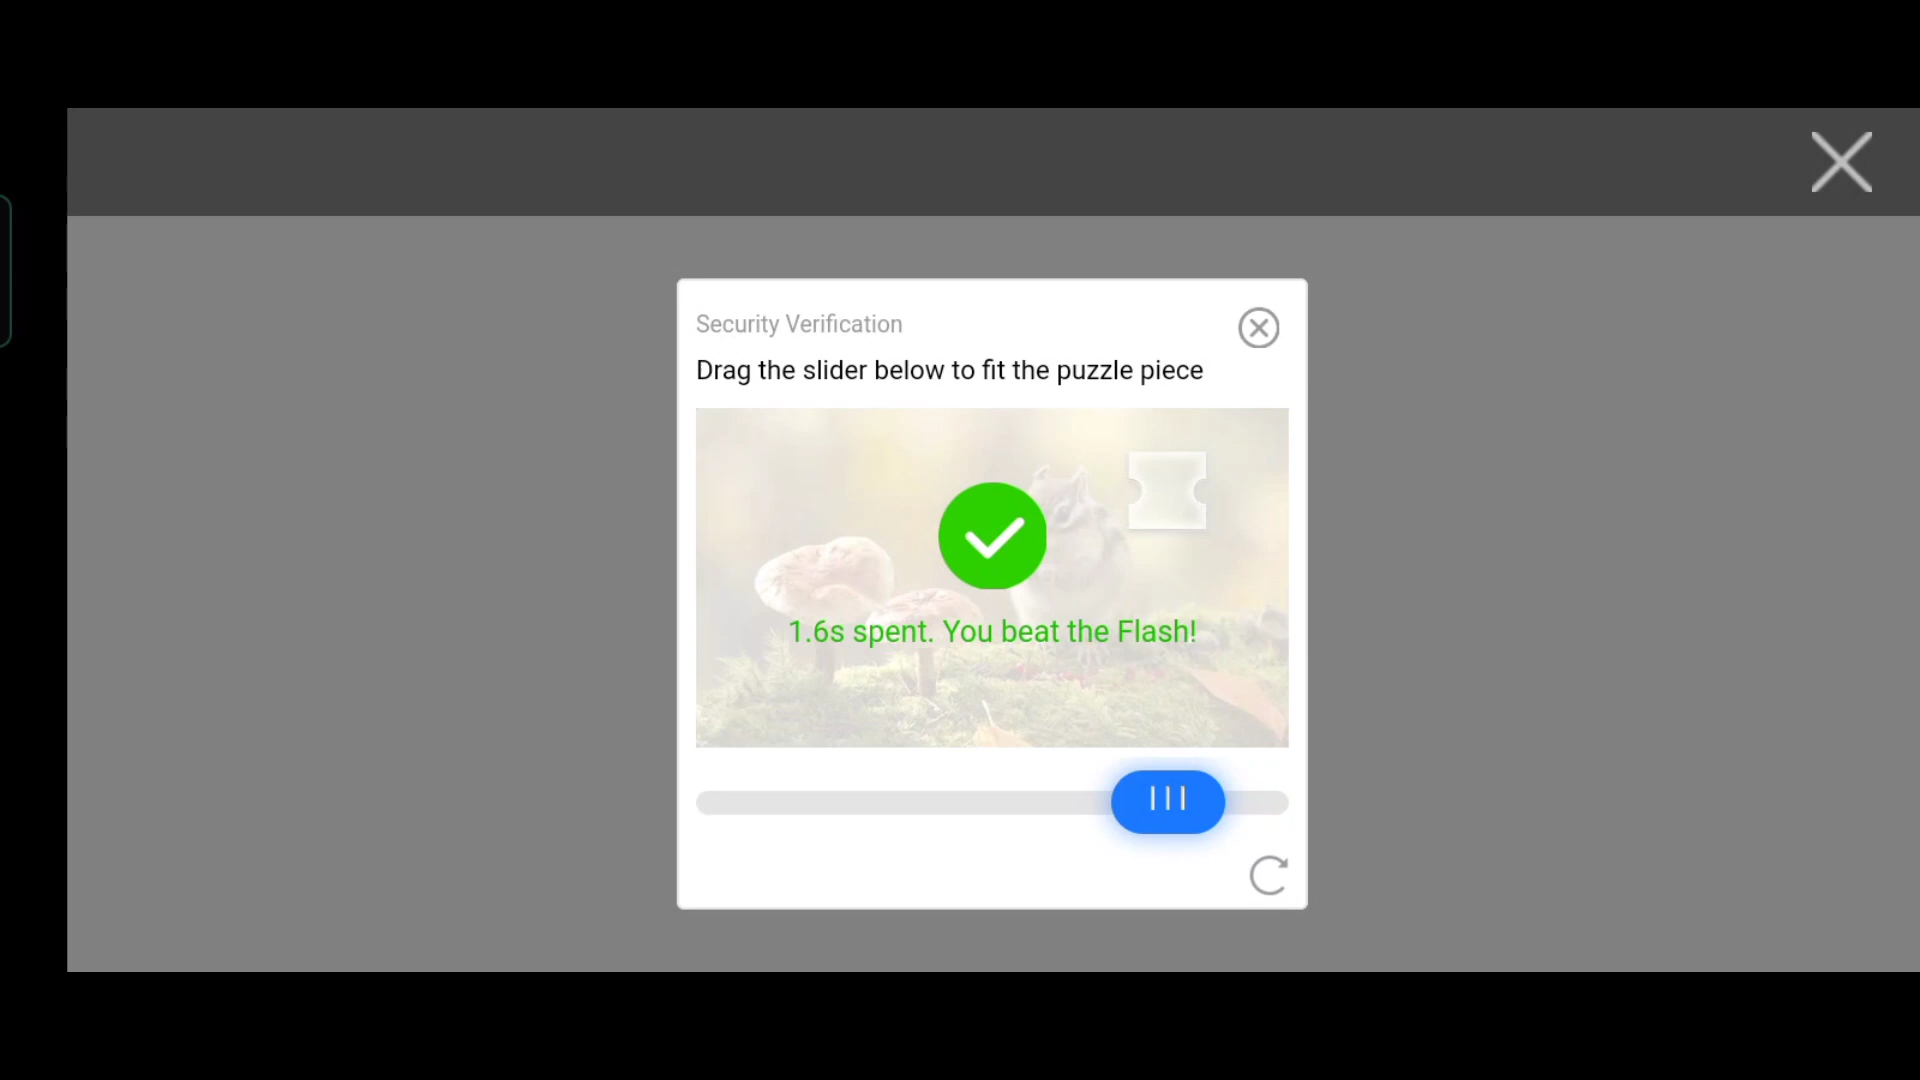 Security Verification
Drag the slider below to fit the puzzle piece
1.6s spent. You beat the Flash!